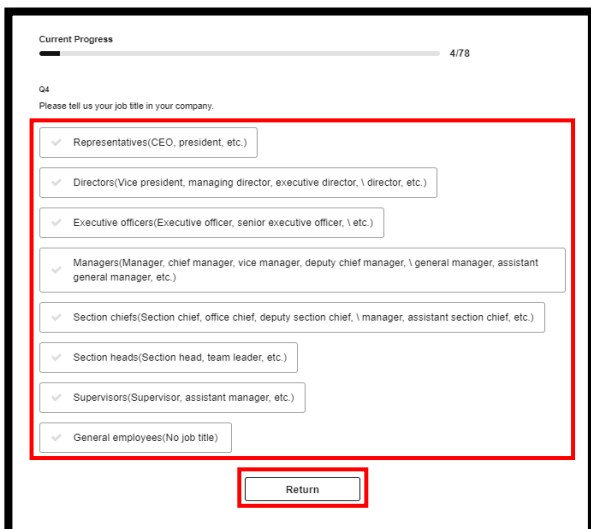 Current Progress
4/78
Q4
Please tell us your job title in your company.
Representatives(CEO, president, etc.)
Directors(Vice president, managing director, executive director, \ director, etc.)
Executive officers(Executive officer, senior executive officer, \ etc.)
Managers(Manager, chief manager, vice manager, deputy chief manager, \ general manager, assistant
general manager, etc.)
Section chiefs(Section chief, office chief, deputy section chief, \ manager, assistant section chief, etc.)
Section heads(Section head, team leader, etc.)
Supervisors(Supervisor, assistant manager, etc.)
General employees(No job title)
Return